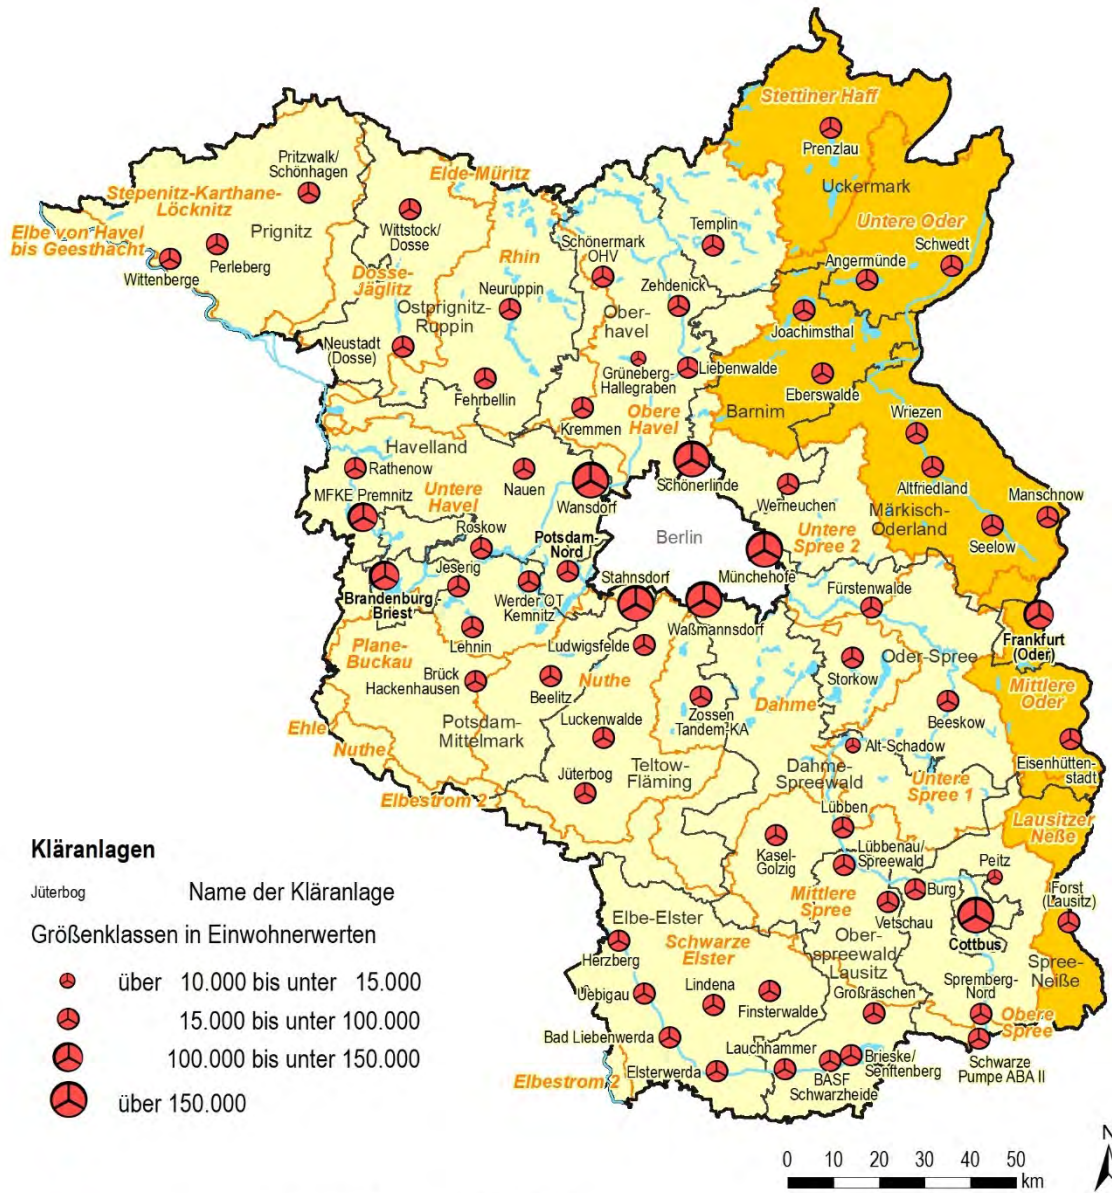 Stettiner Haff
Prenzlau
Uckermark
Pritzwalk/
Schönhagen
Elde-Müritz
Stepenitz-Karthane-
Löcknitz
Prignitz
Elbe von Havel
bis Geesthacht
Perleberg
Wittenberge
Wittstock/
Dosse
Dosse-
Jäglitz
Rhin
Neuruppin
Ostprignitz-
Ruppin
Neustadt
(Dosse)
Fehrbellin
Schönermark
OHV
Templin
Zehdenick
Ober-
havel
Grüneberg-
Hallegraben
Liebenwalde
Kremmen
Obere
Havel
Untere Oder
Schwedt
Angermünde
Joachimsthal
Eberswalde
Barnim
Wriezen
Altfriedland
Manschnow
Märkisch-
Oderland
Seelow
Havelland
Rathenow
MFKE Premnitz
Untere
Havel
Nauen
Wansdorf
Schönerlinde
Werneuchen
Berlin
Untere
Spree 2
Roskow
Potsdam-
Nord
Jeserig
Brandenburg-
Briest
Werder OT
Kemnitz
Stahnsdorf
Münchehofe
Waßmannsdorf
Fürstenwalde
Frankfurt
(Oder)
Lehnin
Plane-
Buckau
Brück
Hackenhausen
Ludwigsfelde
Nuthe
Beelitz
Potsdam-
Mittelmark
Luckenwalde
Zossen
Tandem-KA
Dahme
Storkow
Oder-Spree
Beeskow
Mittlere
Oder
Eisenhütten-
stadt
Ehle
Nuthe
Elbestrom 2
Teltow-
Fläming
Jüterbog
Alt-Schadow
Dahme-
Spreewald
Untere
Spree 1
Lausitzer
Neße
Lübben
Kasel-
Golzig
Lübbenau/
Spreewald
Mittlere
Spree
Burg
Vetschau
Peitz
Forst
(Lausitz)
Cottbus
Elbe-Elster
Herzberg
Schwarze
Elster
Ober-
spreewald-
Lausitz
Spree-
Neiße
Uebigau
Lindena
Finsterwalde
Großräschen
Spremberg-
Nord
Obere
Spree
Bad Liebenwerda
Lauchhammer
Brieske/
Senftenberg
Schwarze
Pumpe ABA II
Elsterwerda
BASF
Schwarzheide
Elbestrom 2
Kläranlagen
Jüterbog Name der Kläranlage
Größenklassen in Einwohnerwerten
über 10.000 bis unter 15.000
15.000 bis unter 100.000
100.000 bis unter 150.000
über 150.000
N
0 10 20 30 40 50
km